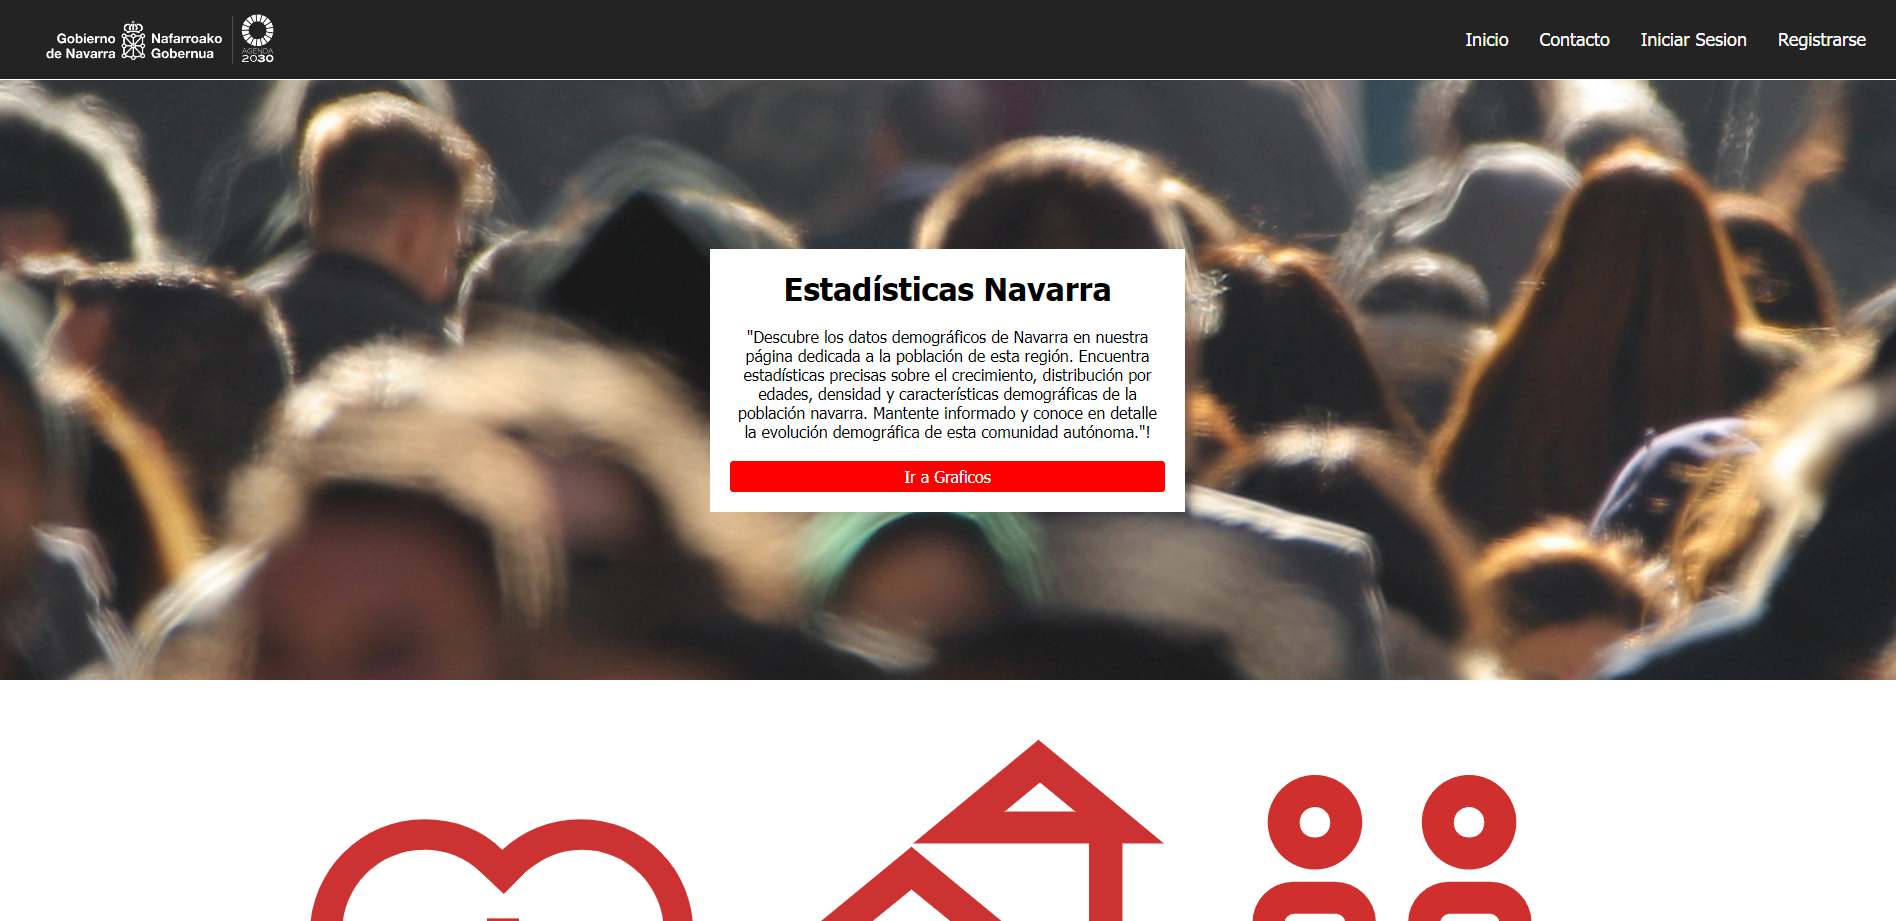 Gobierno
de Navarra
Nafarroako
Gobernua
AGENDA
2030
Inicio
Contacto
Iniciar Sesion
Registrarse
Estadísticas Navarra
"Descubre los datos demográficos de Navarra en nuestra
página dedicada a la población de esta región. Encuentra
estadísticas precisas sobre el crecimiento, distribución por
edades, densidad y características demográficas de la
población navarra. Mantente informado y conoce en detalle
la evolución demográfica de esta comunidad autónoma."!
Ir a Graficos